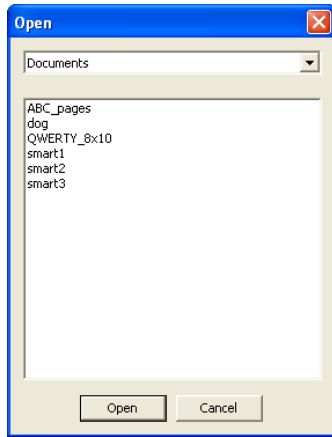 Open
Documents
ABC_pages
dog
QWERTY_8x10
smart1
smart2
smart3
Open Cancel